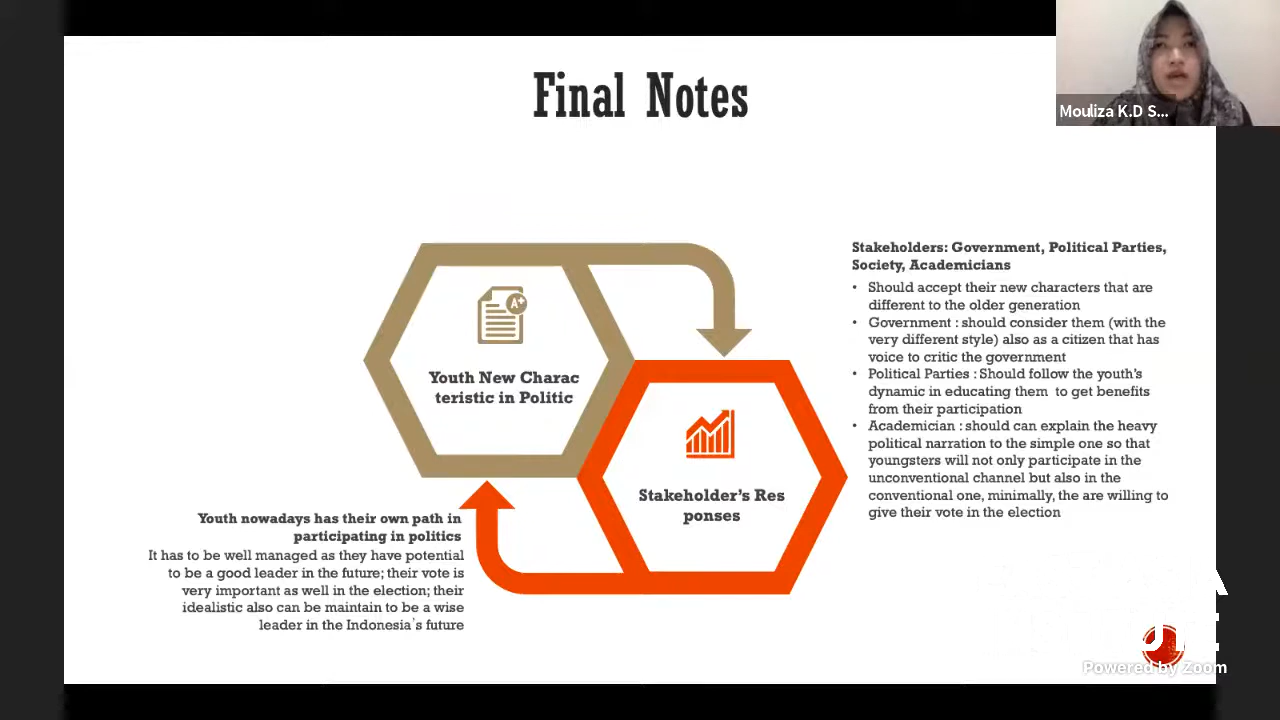 Final Notes
Mouliza K.D S...
A+
Youth New Charac
teristic in Politic
Stakeholder's Res
ponses
Stakeholders: Government, Political Parties,
Society, Academicians
• Should accept their new characters that are
different to the older generation
• Government : should consider them (with the
very different style) also as a citizen that has
voice to critic the government
• Political Parties : Should follow the youth's
dynamic in educating them to get benefits
from their participation
• Academician : should can explain the heavy
political narration to the simple one so that
youngsters will not only participate in the
unconventional channel but also in the
conventional one, minimally, the are willing to
give their vote in the election
Youth nowadays has their own path in
participating in politics
It has to be well managed as they have potential
to be a good leader in the future; their vote is
very important as well in the election; their
idealistic also can be maintain to be a wise
leader in the Indonesia's future
Powered by Zoom